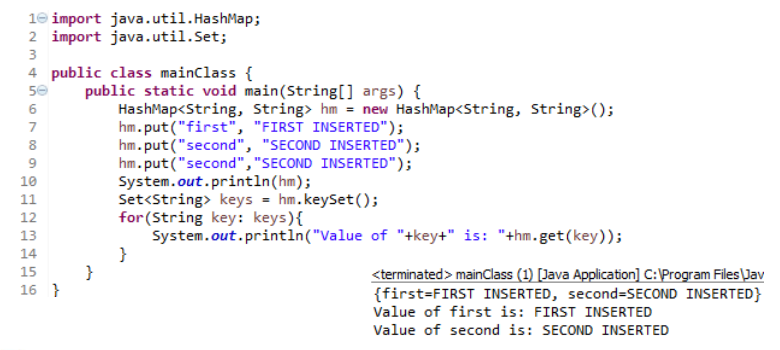 1 import java.util.HashMap;
2 import java.util.Set;
3
4 public class mainClass {
5 public static void main(String[] args) {
6 HashMap<String, String> hm = new HashMap<String, String>();
7 hm.put("first", "FIRST INSERTED");
8 hm.put("second", "SECOND INSERTED");
9 hm.put("second","SECOND INSERTED");
10 System.out.println(hm);
11 Set<String> keys = hm.keySet();
12 for(String key: keys){
13 System.out.println("Value of "+key+" is: "+hm.get(key));
14 }
15 }
16 }
<terminated> mainClass (1) [Java Application] C:\Program Files\Jav
{first=FIRST INSERTED, second=SECOND INSERTED}
Value of first is: FIRST INSERTED
Value of second is: SECOND INSERTED